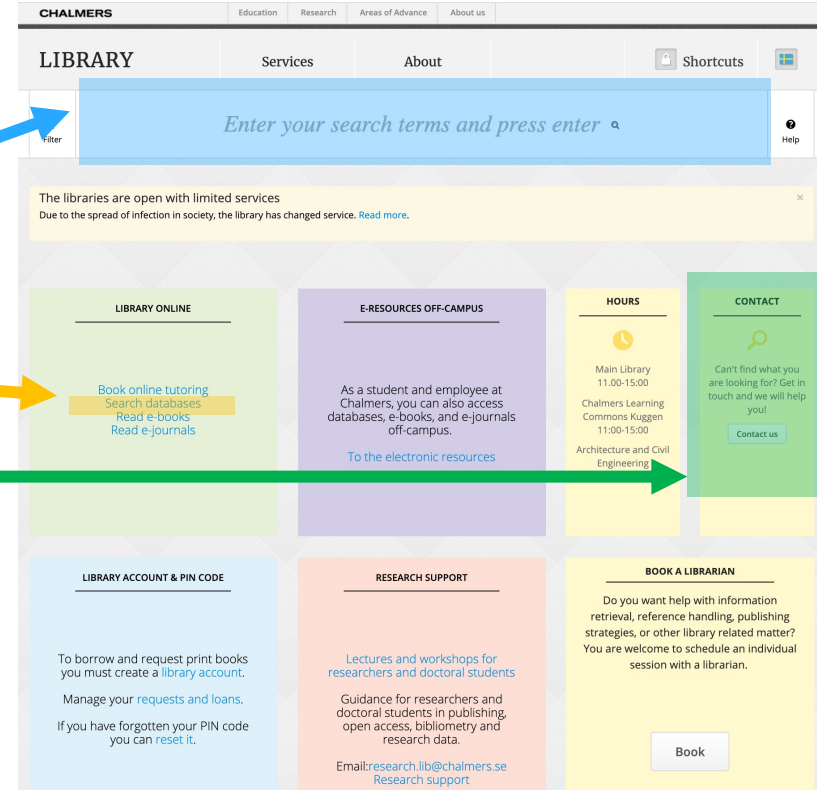 CHALMERS
Education Research Areas of Advance About us
LIBRARY Services About Shortcuts
Enter your search terms and press enter
Filter
Help
The libraries are open with limited services ×
Due to the spread of infection in society, the library has changed service. Read more.
LIBRARY ONLINE
Book online tutoring
Search databases
Read e-books
Read e-journals
E-RESOURCES OFF-CAMPUS
As a student and employee at
Chalmers, you can also access
databases, e-books, and e-journals
off-campus.
To the electronic resources
HOURS
Main Library
11.00-15:00
Chalmers Learning
Commons Kuggen
11:00-15:00
Architecture and Civil
Engineering
CONTACT
Can't find what you
are looking for? Get in
touch and we will help
you!
Contact us
LIBRARY ACCOUNT & PIN CODE
To borrow and request print books
you must create a library account.
Manage your requests and loans.
If you have forgotten your PIN code
you can reset it.
RESEARCH SUPPORT
Lectures and workshops for
researchers and doctoral students
Guidance for researchers and
doctoral students in publishing,
open access, bibliometry and
research data.
Email:research.lib@chalmers.se
Research support
BOOK A LIBRARIAN
Do you want help with information
retrieval, reference handling, publishing
strategies, or other library related matter?
You are welcome to schedule an individual
session with a librarian.
Book